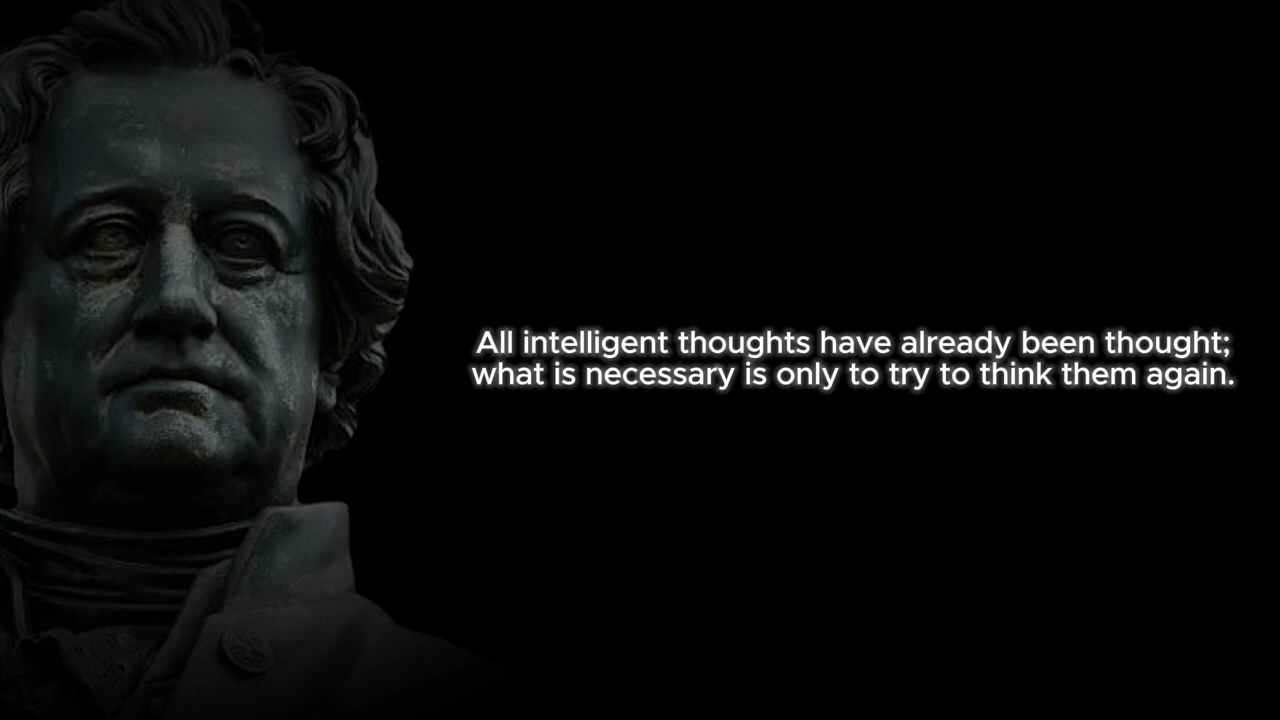 All intelligent thoughts have already been thought;
what is necessary is only to try to think them again.